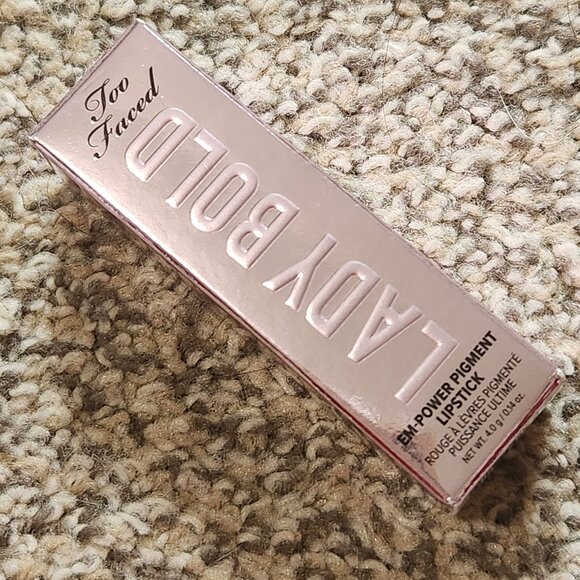 Too
Faced
LADY BOLD
EM-POWER PIGMENT
LIPSTICK
ROUGE À LÈVRES PIGMENTÉ
PUISSANCE ULTIME
NET WT. 4.0 g / 0.14 oz.